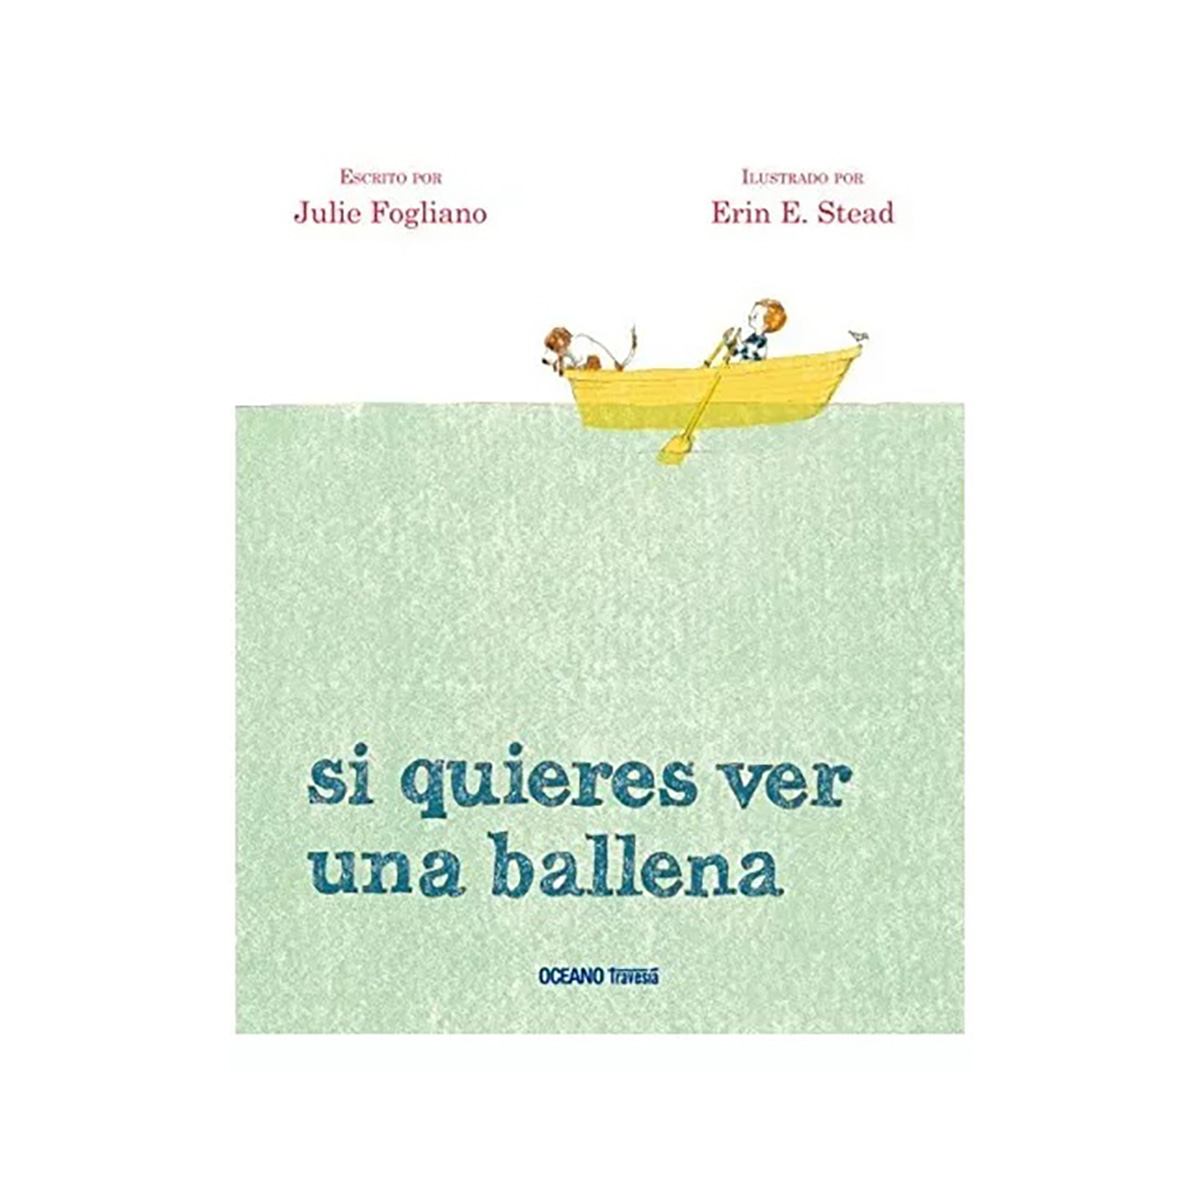 Escrito por
Julie Fogliano
Ilustrado por
Erin E. Stead
si quieres ver
una ballena
OCEANO Travesía